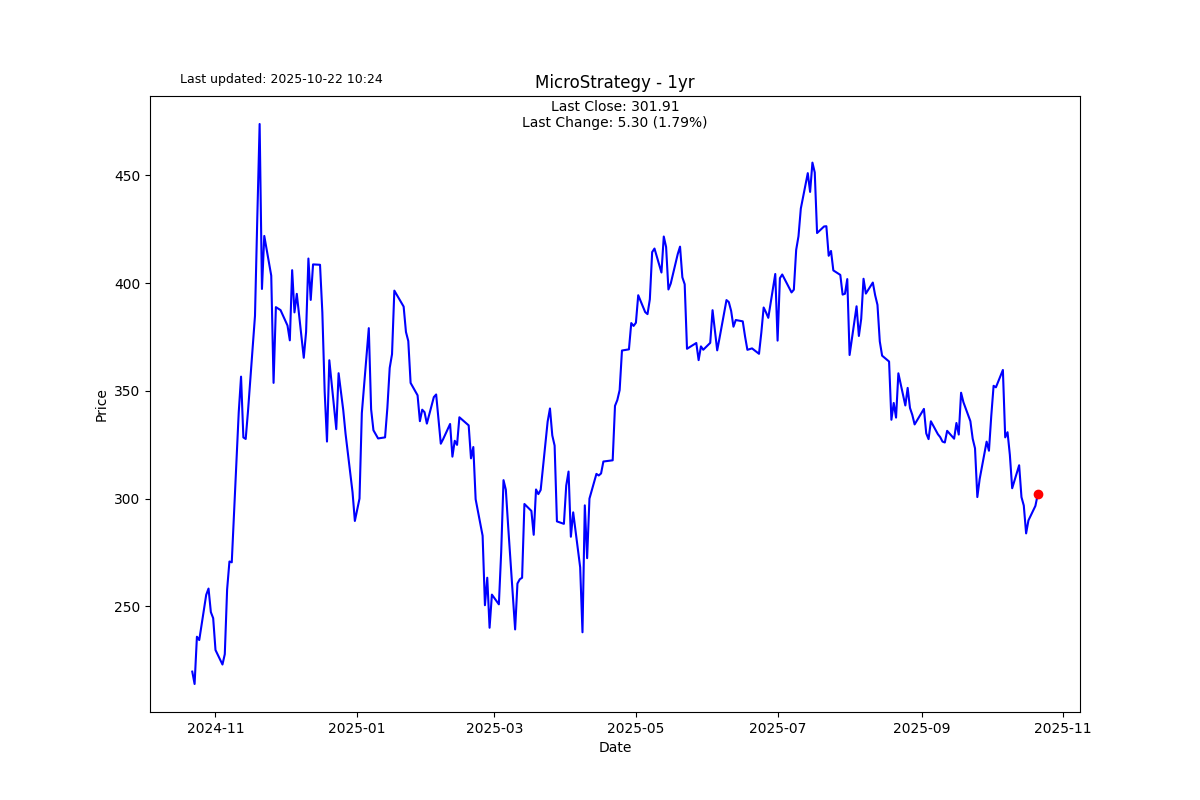 Last updated: 2025-10-22 10:24
MicroStrategy - 1yr
Last Close: 301.91
Last Change: 5.30 (1.79%)
450
400
350
300
250
Price
2024-11
2025-01
2025-03
2025-05
2025-07
2025-09
2025-11
Date